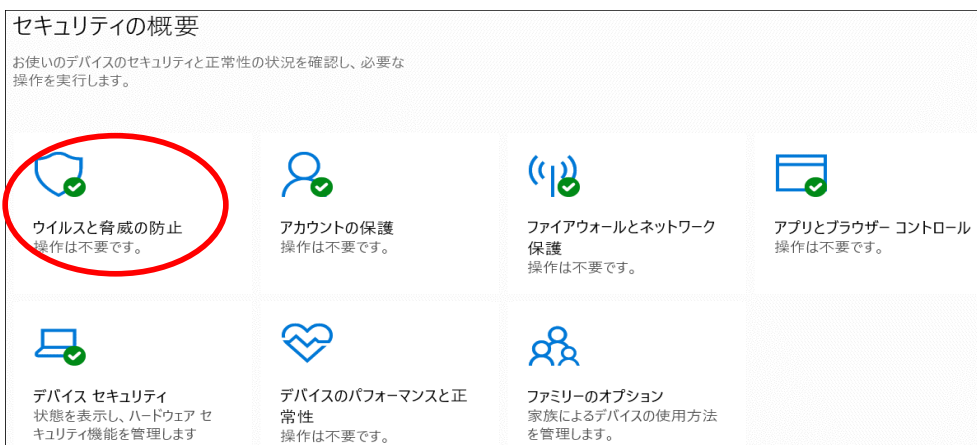 セキュリティの概要
お使いのデバイスのセキュリティと正常性の状況を確認し、必要な
操作を実行します。
ウイルスと脅威の防止
操作は不要です。
アカウントの保護
操作は不要です。
ファイアウォールとネットワーク
保護
操作は不要です。
アプリとブラウザー コントロール
操作は不要です。
デバイス セキュリティ
状態を表示し、ハードウェア セ
キュリティ機能を管理します
デバイスのパフォーマンスと正
常性
操作は不要です。
ファミリーのオプション
家族によるデバイスの使用方法
を管理します。